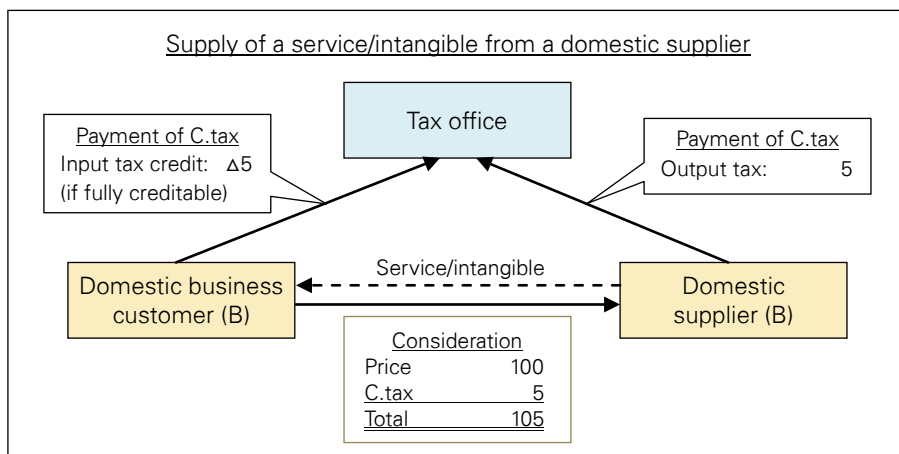 Supply of a service/intangible from a domestic supplier
Tax office
Payment of C.tax
Input tax credit: Δ5
(if fully creditable)
Payment of C.tax
Output tax: 5
Service/intangible
Domestic business
customer (B)
Domestic
supplier (B)
Consideration
Price 100
C.tax 5
Total 105